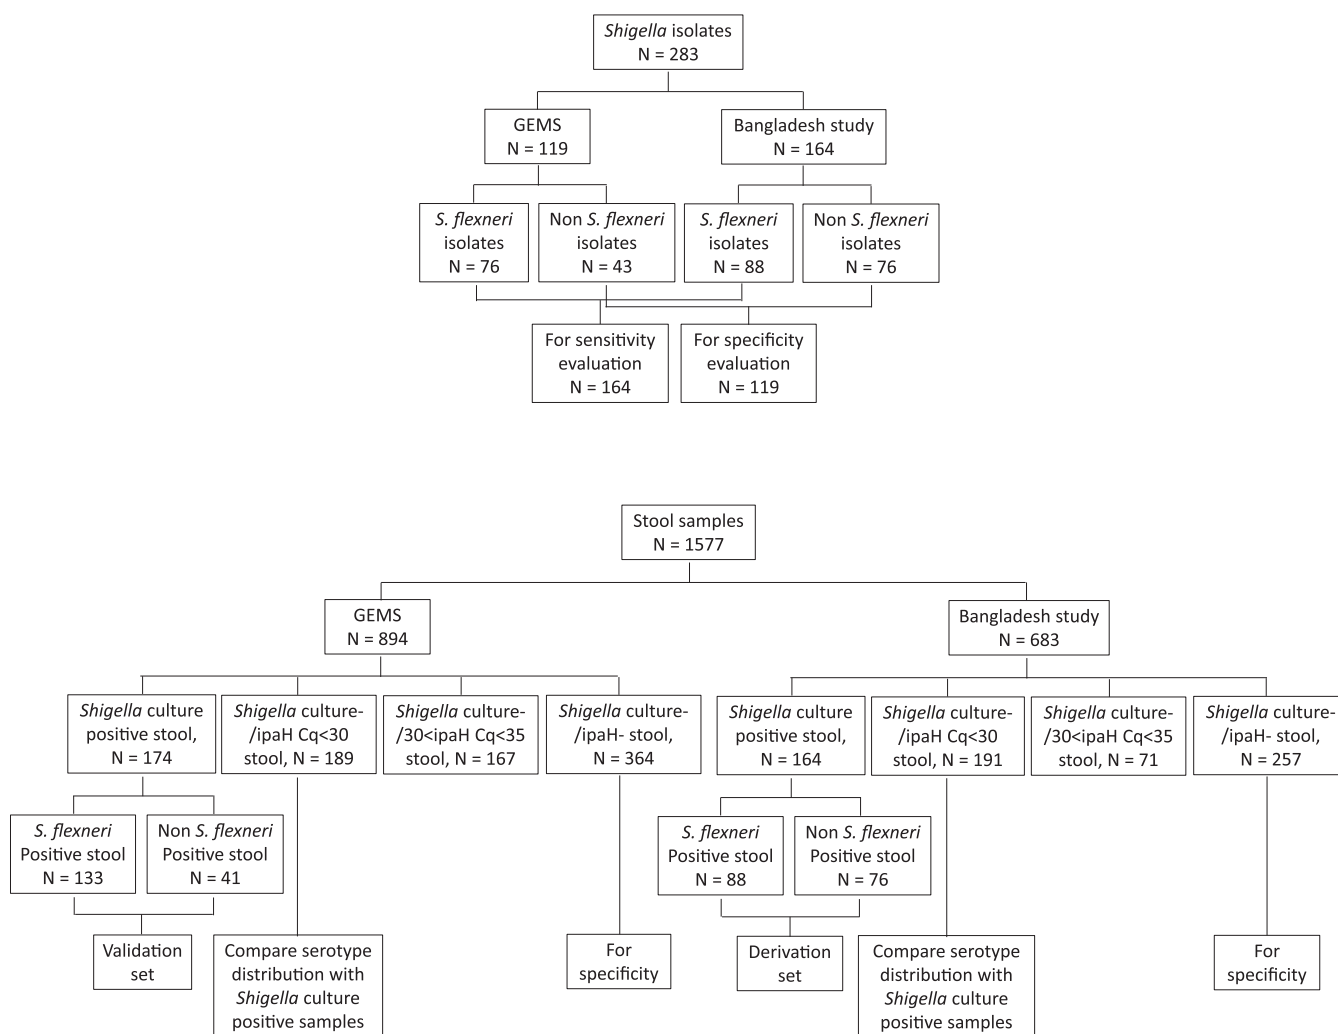 Shigella isolates
N = 283
GEMS
N = 119
Bangladesh study
N = 164
S. flexneri
isolates
N = 76
Non S. flexneri
isolates
N = 43
S. flexneri
isolates
N = 88
Non S. flexneri
isolates
N = 76
For sensitivity
evaluation
N = 164
For specificity
evaluation
N = 119
Stool samples
N = 1577
GEMS
N = 894
Bangladesh study
N = 683
Shigella culture
positive stool,
N = 174
Shigella culture-
/ipaH Cq<30
stool, N = 189
Shigella culture-
/30<ipaH Cq<35
stool, N = 167
Shigella culture-
/ipaH- stool,
N = 364
Shigella culture
positive stool,
N = 164
Shigella culture-
/ipaH Cq<30
stool, N = 191
Shigella culture-
/30<ipaH Cq<35
stool, N = 71
Shigella culture-
/ipaH- stool,
N = 257
S. flexneri
Positive stool
N = 133
Non S. flexneri
Positive stool
N = 41
S. flexneri
Positive stool
N = 88
Non S. flexneri
Positive stool
N = 76
Validation
set
Compare serotype
distribution with
Shigella culture
positive samples
For
specificity
Derivation
set
Compare serotype
distribution with
Shigella culture
positive samples
For
specificity